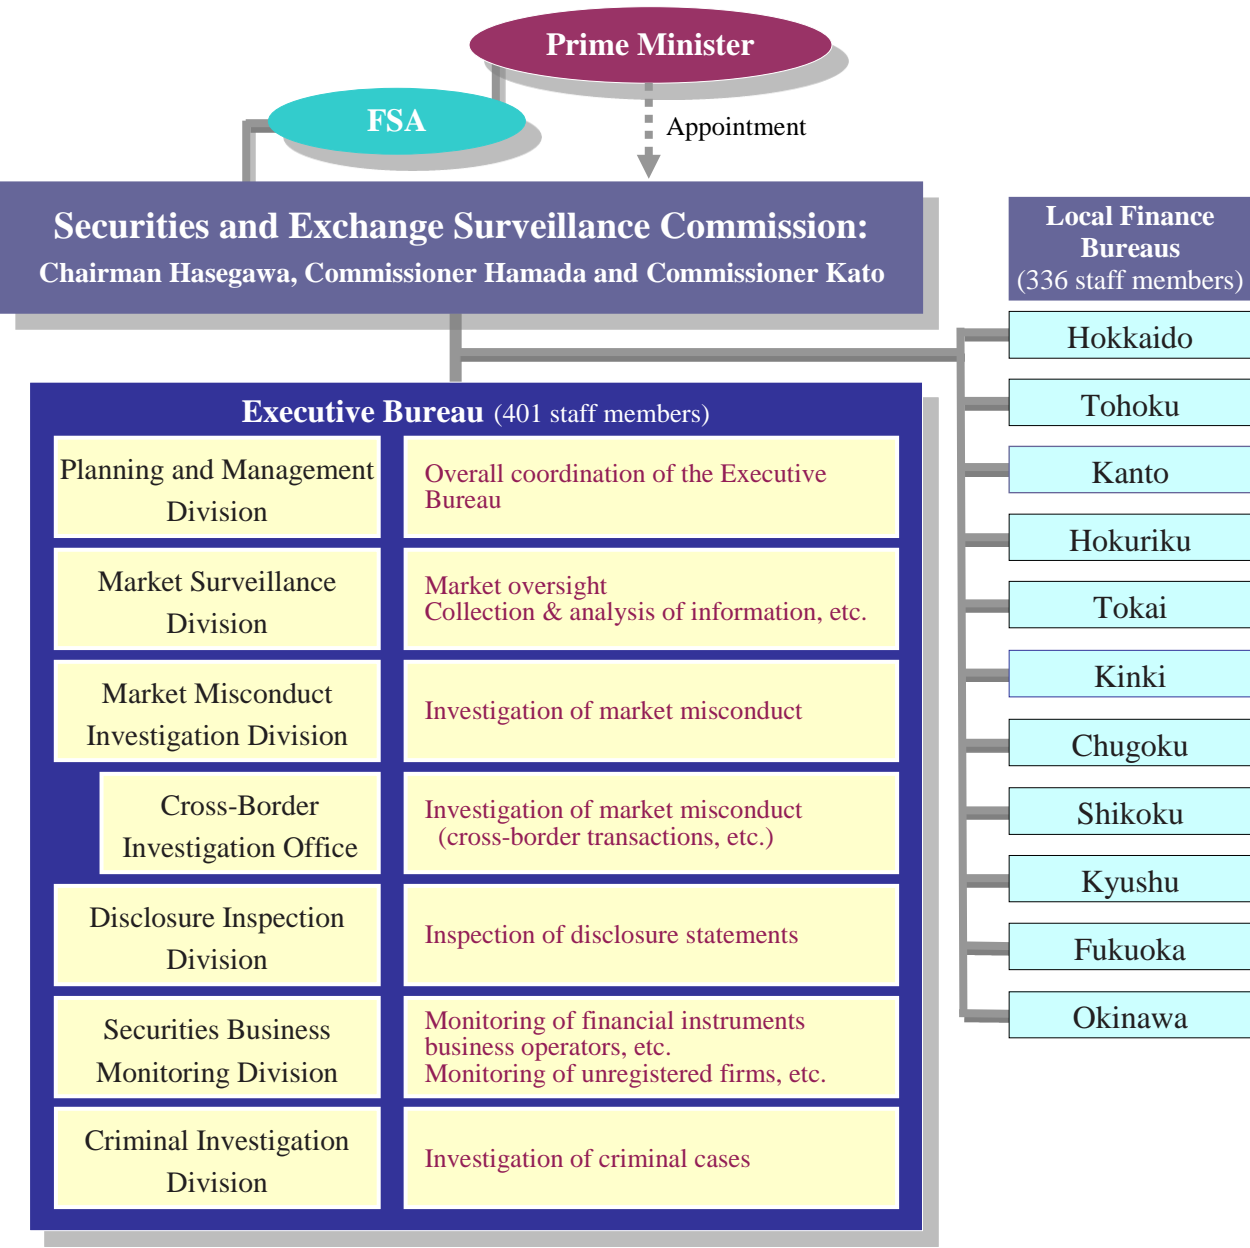 Prime Minister
FSA
Appointment
Securities and Exchange Surveillance Commission:
Chairman Hasegawa, Commissioner Hamada and Commissioner Kato
Executive Bureau (401 staff members)
Planning and Management
Division
Overall coordination of the Executive
Bureau
Market Surveillance
Division
Market oversight
Collection & analysis of information, etc.
Market Misconduct
Investigation Division
Investigation of market misconduct
Cross-Border
Investigation Office
Investigation of market misconduct
(cross-border transactions, etc.)
Disclosure Inspection
Division
Inspection of disclosure statements
Securities Business
Monitoring Division
Monitoring of financial instruments
business operators, etc.
Monitoring of unregistered firms, etc.
Criminal Investigation
Division
Investigation of criminal cases
Local Finance
Bureaus
(336 staff members)
Hokkaido
Tohoku
Kanto
Hokuriku
Tokai
Kinki
Chugoku
Shikoku
Kyushu
Fukuoka
Okinawa